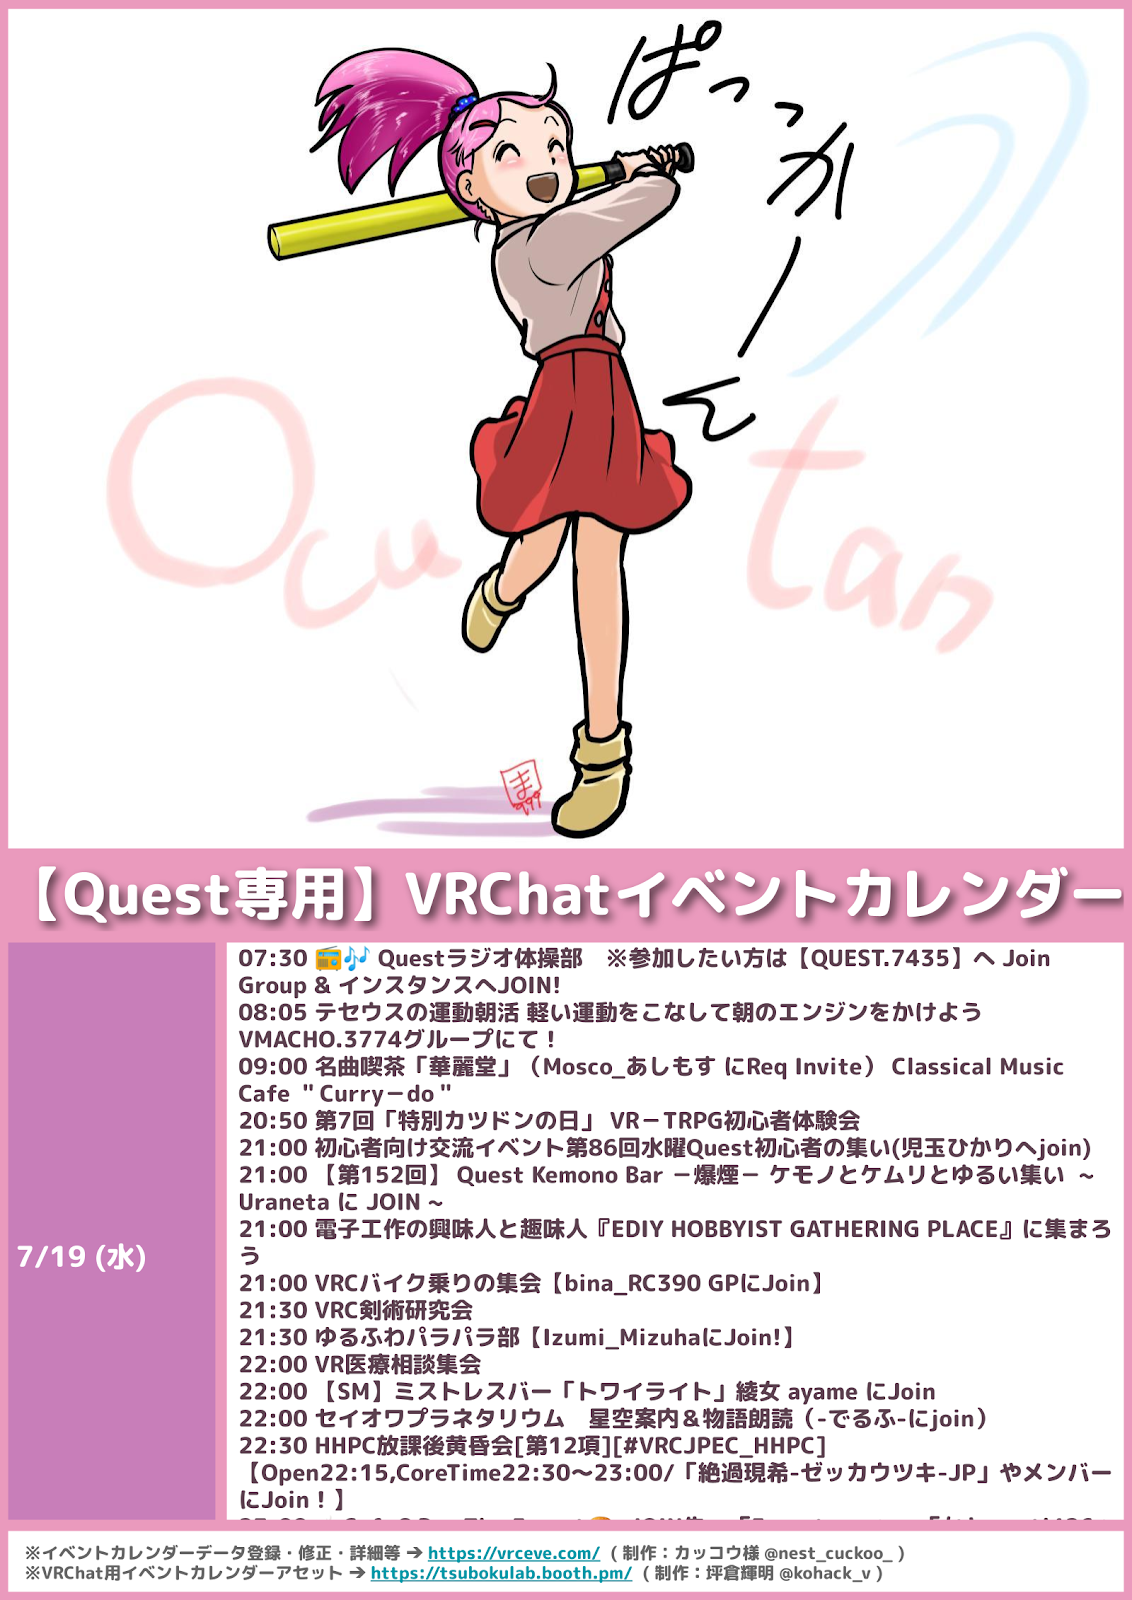 ぱっっかーーん
Ocu tan
ま
999
【Quest専用】VRChatイベントカレンダー
7/19 (水)
07:30 📻🎶 Questラジオ体操部　※参加したい方は【QUEST.7435】へ Join
Group & インスタンスへJOIN!
08:05 テセウスの運動朝活 軽い運動をこなして朝のエンジンをかけよう
VMACHO.3774グループにて！
09:00 名曲喫茶「華麗堂」（Mosco_あしもす にReq Invite） Classical Music
Cafe ＂Curry－do＂
20:50 第7回「特別カツドンの日」 VR－TRPG初心者体験会
21:00 初心者向け交流イベント第86回水曜Quest初心者の集い(児玉ひかりへjoin)
21:00 【第152回】 Quest Kemono Bar －爆煙－ ケモノとケムリとゆるい集い ～
Uraneta に JOIN ~
21:00 電子工作の興味人と趣味人『EDIY HOBBYIST GATHERING PLACE』に集まろ
う
21:00 VRCバイク乗りの集会【bina_RC390 GPにJoin】
21:30 VRC剣術研究会
21:30 ゆるふわパラパラ部【Izumi_MizuhaにJoin!】
22:00 VR医療相談集会
22:00 【SM】ミストレスバー「トワイライト」綾女 ayame にJoin
22:00 セイオワプラネタリウム　星空案内＆物語朗読（-でるふ-にjoin）
22:30 HHPC放課後黄昏会[第12項][#VRCJPEC_HHPC]
【Open22:15,CoreTime22:30～23:00/「絶過現希-ゼッカウツキ-JP」やメンバー
にJoin！】
※イベントカレンダーデータ登録・修正・詳細等 ➔ https://vrceve.com/ ( 制作：カッコウ様 @nest_cuckoo_ )
※VRChat用イベントカレンダーアセット ➔ https://tsubokulab.booth.pm/ ( 制作：坪倉輝明 @kohack_v )